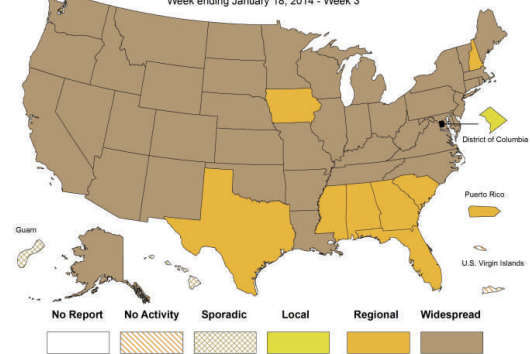 Week ending January 18, 2014 - Week 3
District of Columbia
Puerto Rico
Guam
U.S. Virgin Islands
No Report
No Activity
Sporadic
Local
Regional
Widespread